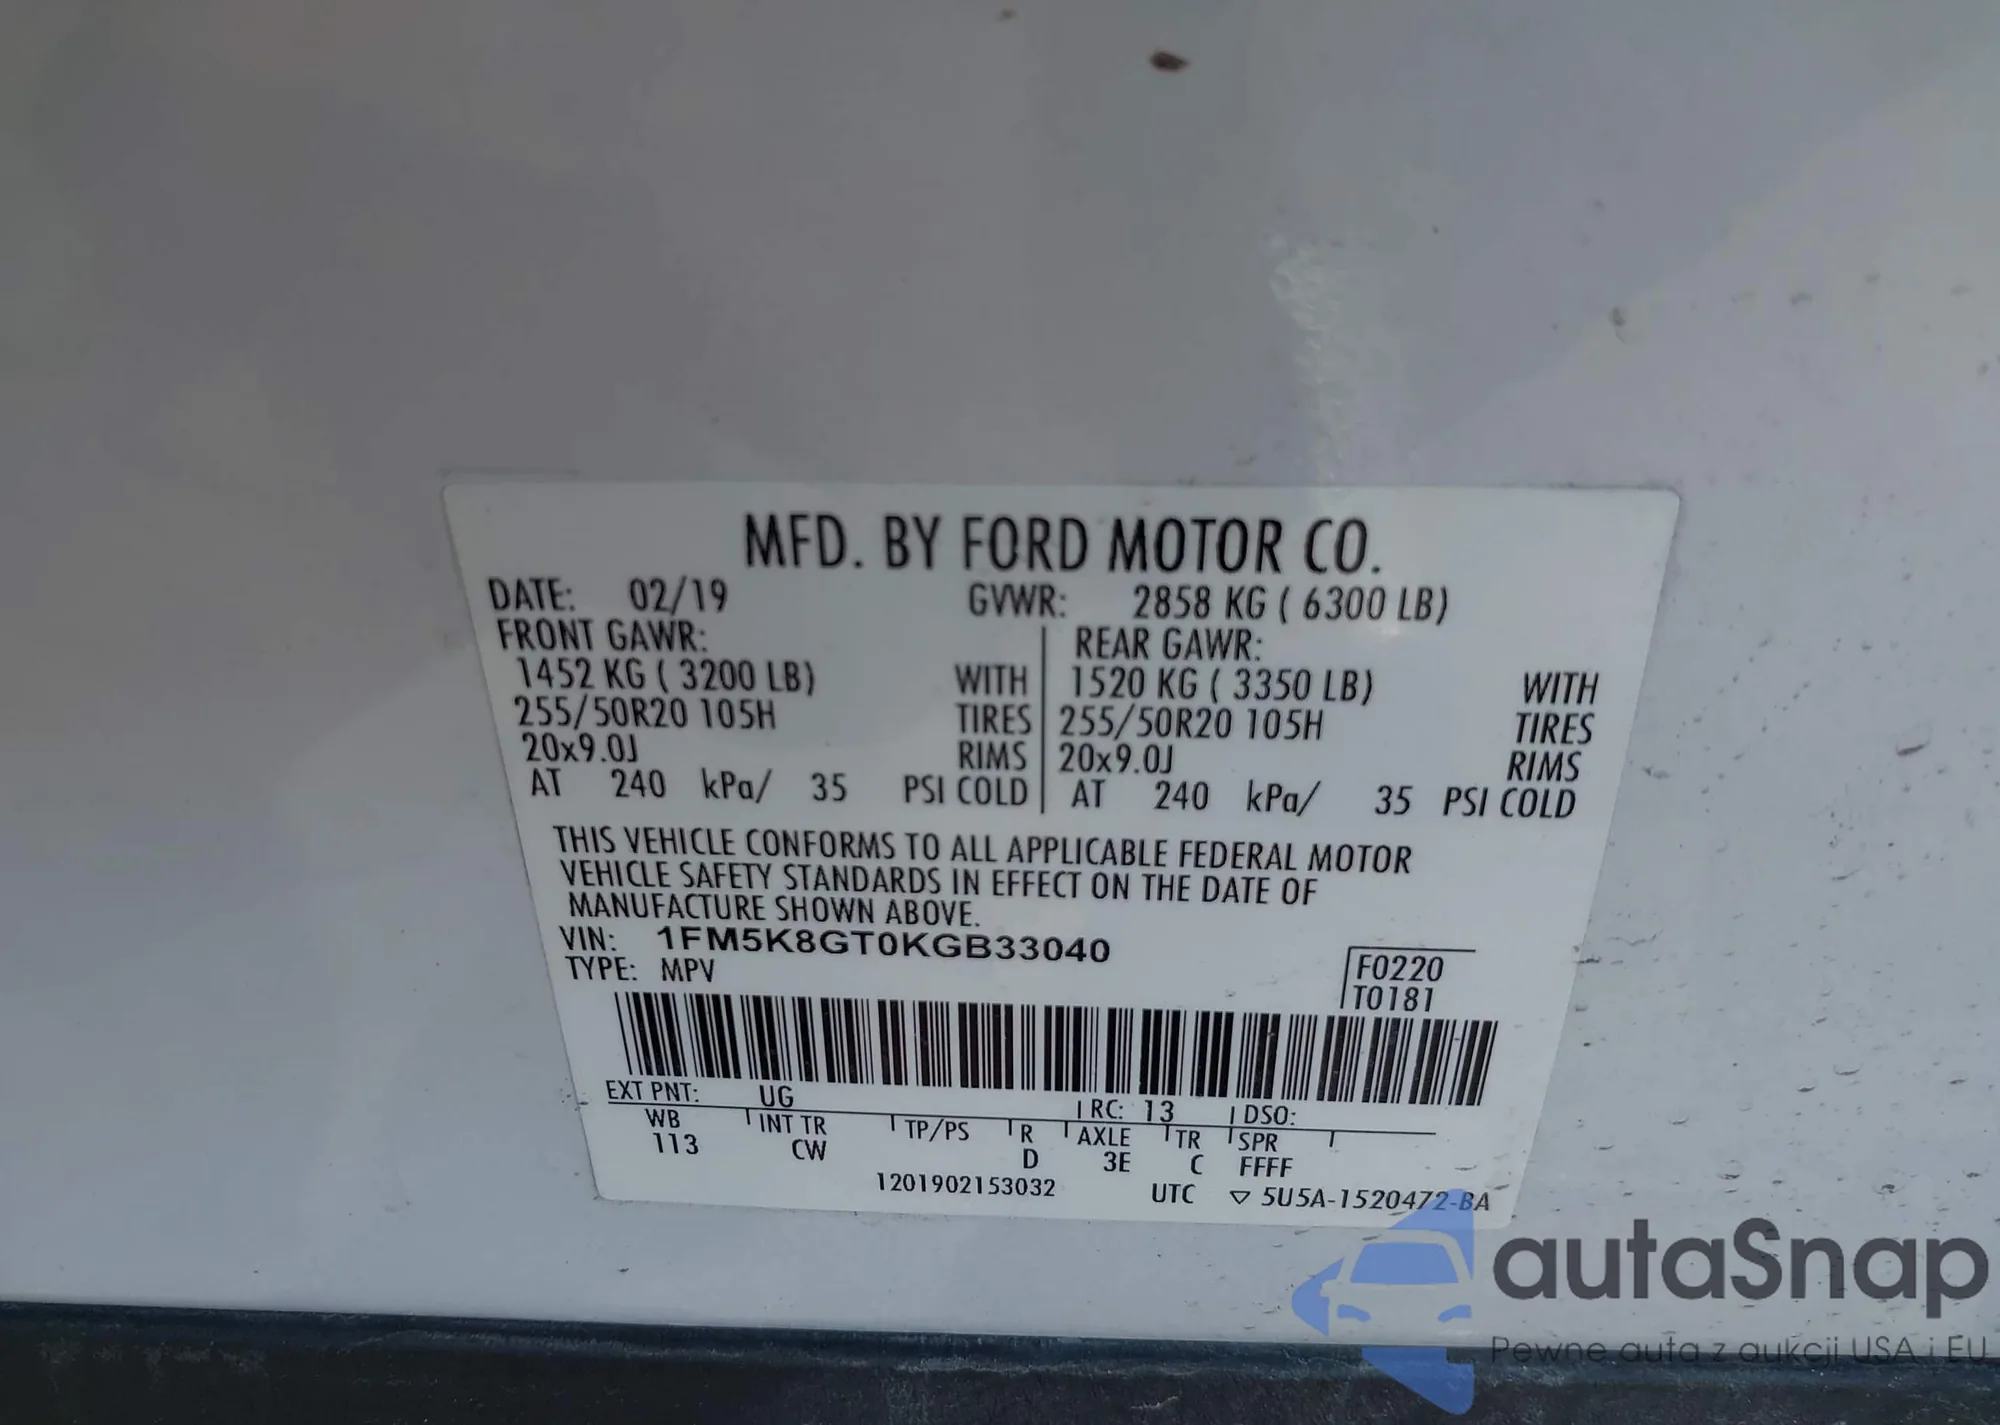 MFD. BY FORD MOTOR CO.
DATE: 02/19 GVWR: 2858 KG ( 6300 LB)
FRONT GAWR: REAR GAWR:
1452 KG ( 3200 LB) WITH 1520 KG ( 3350 LB) WITH
255/50R20 105H TIRES 255/50R20 105H TIRES
20x9.0J RIMS 20x9.0J RIMS
AT 240 kPa/ 35 PSI COLD AT 240 kPa/ 35 PSI COLD
THIS VEHICLE CONFORMS TO ALL APPLICABLE FEDERAL MOTOR
VEHICLE SAFETY STANDARDS IN EFFECT ON THE DATE OF
MANUFACTURE SHOWN ABOVE.
VIN: 1FM5K8GT0KGB33040
TYPE: MPV
F0220
T0181
EXT PNT: UG RC: 13 DSO:
WB INT TR TP/PS R AXLE TR SPR
113 CW D 3E C FFFF
1201902153032 UTC ▽ 5U5A-1520472-BA
autaSnap
Pewne auta z aukcji USA i EU